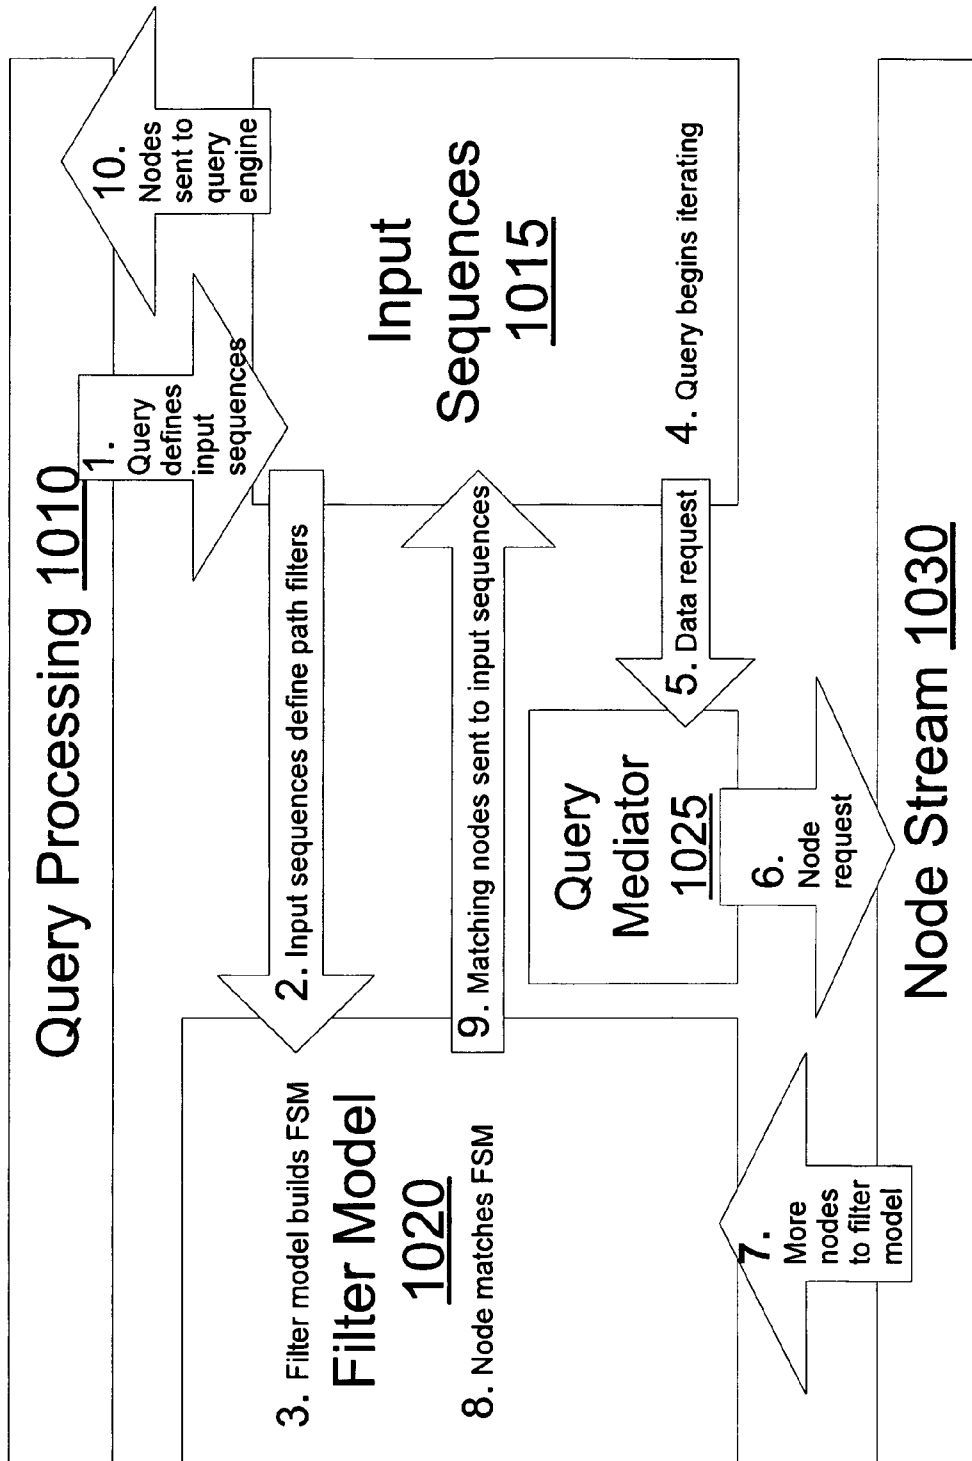 Query Processing 1010
1.
Query
defines
input
sequences
10.
Nodes
sent to
query
engine
2. Input sequences define path filters
3. Filter model builds FSM
Filter Model
1020
8. Node matches FSM
9. Matching nodes sent to input sequences
Input
Sequences
1015
4. Query begins iterating
Query
Mediator
1025
5. Data request
6.
Node
request
7.
More
nodes
to filter
model
Node Stream 1030